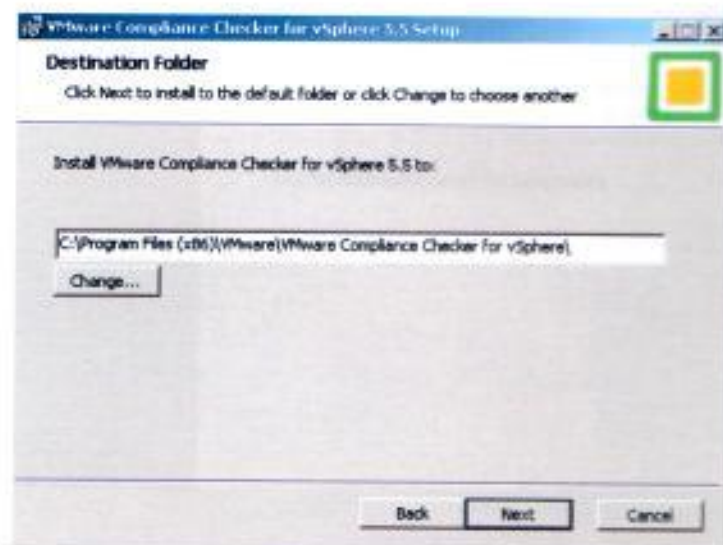 VMware Compliance Checker for vSphere 5.5 Setup
Destination Folder
Click Next to install to the default folder or click Change to choose another
Install VMware Compliance Checker for vSphere 5.5 to:
C:\Program Files (x86)\VMware\VMware Compliance Checker for vSphere\
Change...
Back Next Cancel